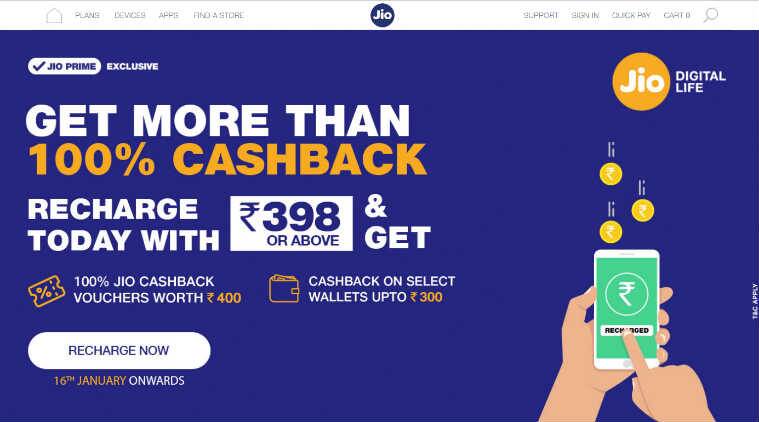 PLANS DEVICES APPS FIND A STORE Jio SUPPORT SIGN IN QUICK PAY CART 0
JIO PRIME EXCLUSIVE
Jio DIGITAL
LIFE
GET MORE THAN
100% CASHBACK
RECHARGE
TODAY WITH
₹398
OR ABOVE
&
GET
100% JIO CASHBACK
VOUCHERS WORTH ₹400
CASHBACK ON SELECT
WALLETS UPTO ₹300
RECHARGE NOW
16TH JANUARY ONWARDS
₹
₹
₹
₹
RECHARGED
T&C APPLY